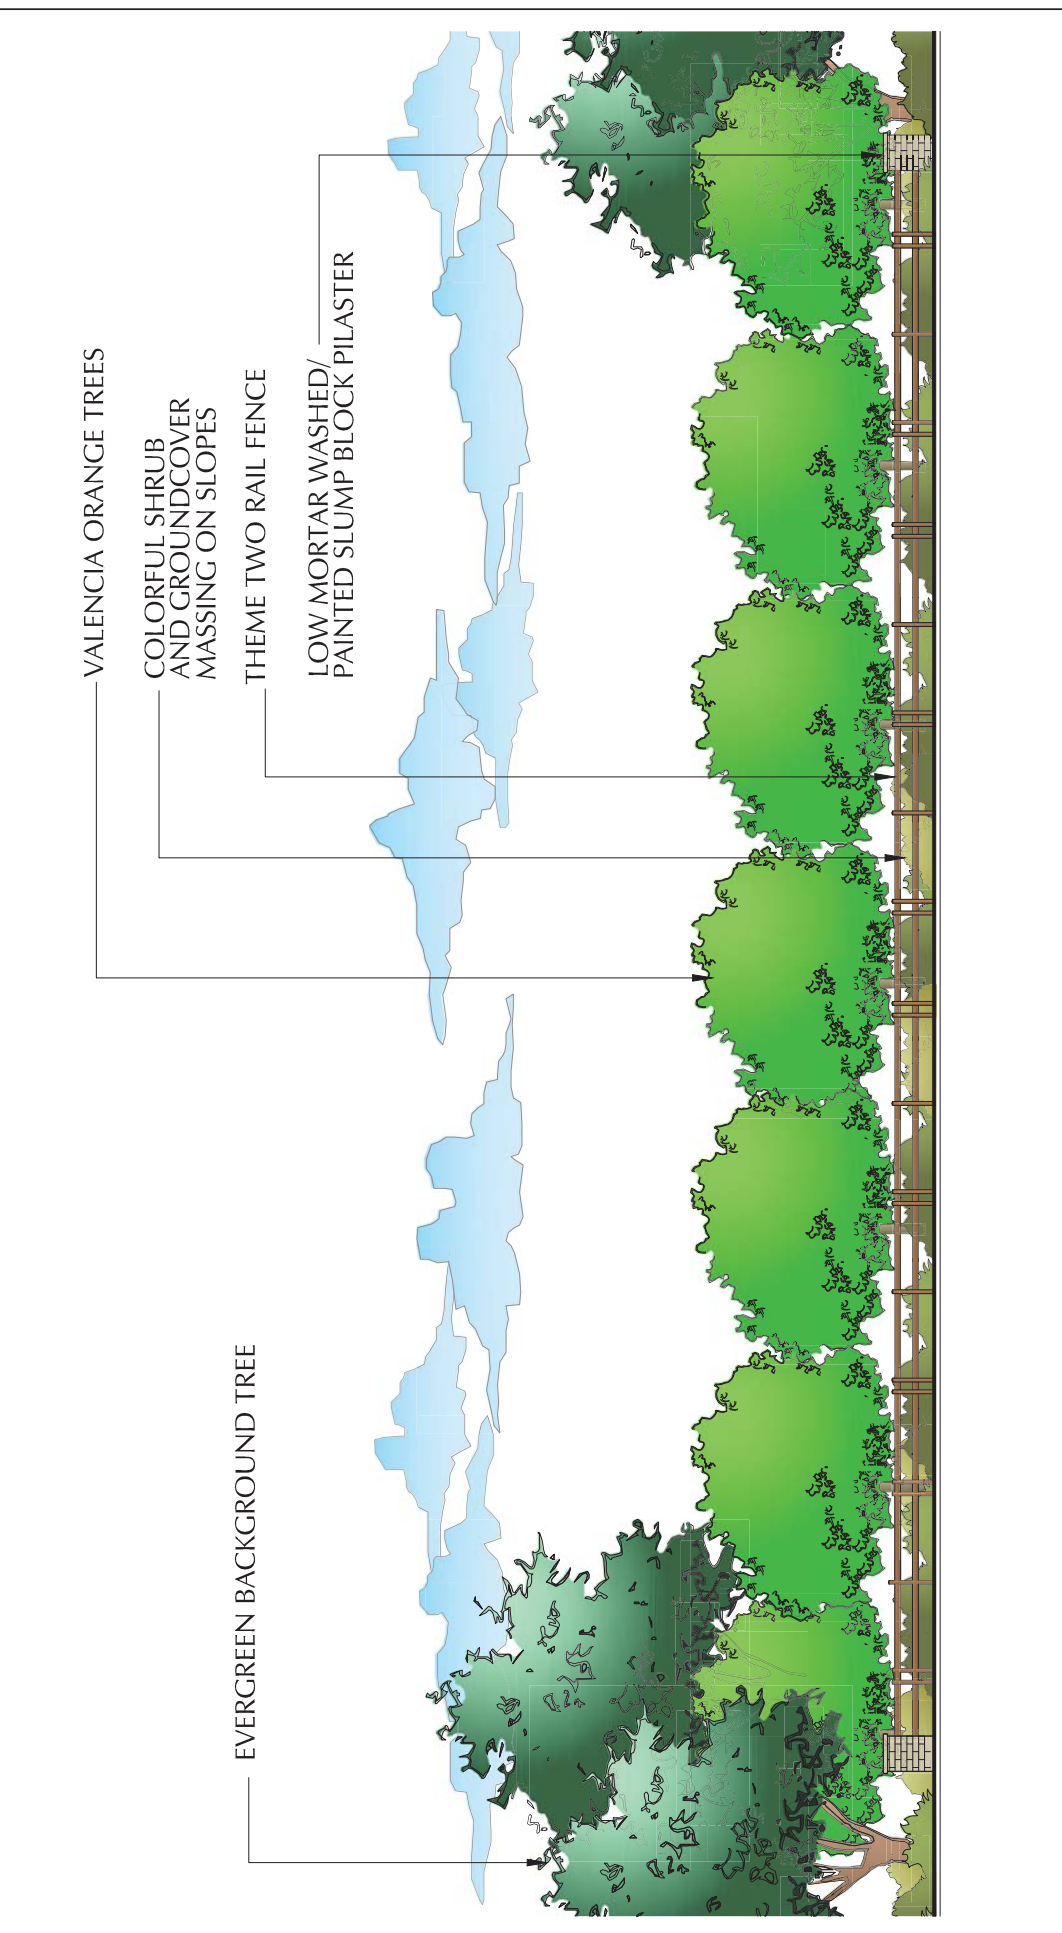 EVERGREEN BACKGROUND TREE
VALENCIA ORANGE TREES
COLORFUL SHRUB
AND GROUNDCOVER
MASSING ON SLOPES
THEME TWO RAIL FENCE
LOW MORTAR WASHED/
PAINTED SLUMP BLOCK PILASTER